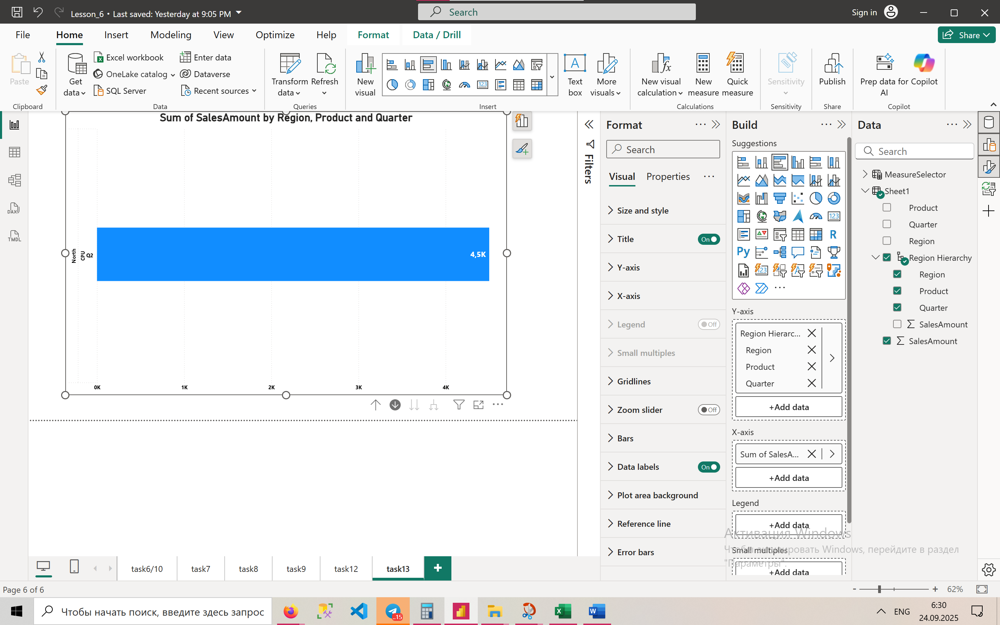 Lesson_6 • Last saved: Yesterday at 9:05 PM
Search
Sign in
File
Home
Insert
Modeling
View
Optimize
Help
Format
Data / Drill
Share
Paste
Clipboard
Get data
Excel workbook
OneLake catalog
SQL Server
Enter data
Dataverse
Recent sources
Data
Transform data
Refresh
Queries
New visual
Insert
A
Text box
More visuals
New visual calculation
New measure
Quick measure
Calculations
Sensitivity
Sensitivity
Publish
Share
Prep data for AI
Copilot
Copilot
DAX
TMDL
Sum of SalesAmount by Region, Product and Quarter
North
CPU
Q2
4,5K
0K
1K
2K
3K
4K
Filters
Format
Search
Visual
Properties
Size and style
Title
On
Y-axis
X-axis
Legend
Off
Small multiples
Gridlines
Zoom slider
Off
Bars
Data labels
On
Plot area background
Reference line
Error bars
Build
Suggestions
123
R
Py
123
Y-axis
Region Hierarc...
Region
Product
Quarter
+Add data
X-axis
Sum of SalesA...
+Add data
Legend
+Add data
Small multiples
+Add data
Data
Search
MeasureSelector
Sheet1
Product
Quarter
Region
Region Hierarchy
Region
Product
Quarter
SalesAmount
SalesAmount
Активация Windows
Чтобы активировать Windows, перейдите в раздел
"Параметры".
task6/10
task7
task8
task9
task12
task13
Page 6 of 6
62%
Чтобы начать поиск, введите здесь запрос
..15
ENG
6:30
24.09.2025